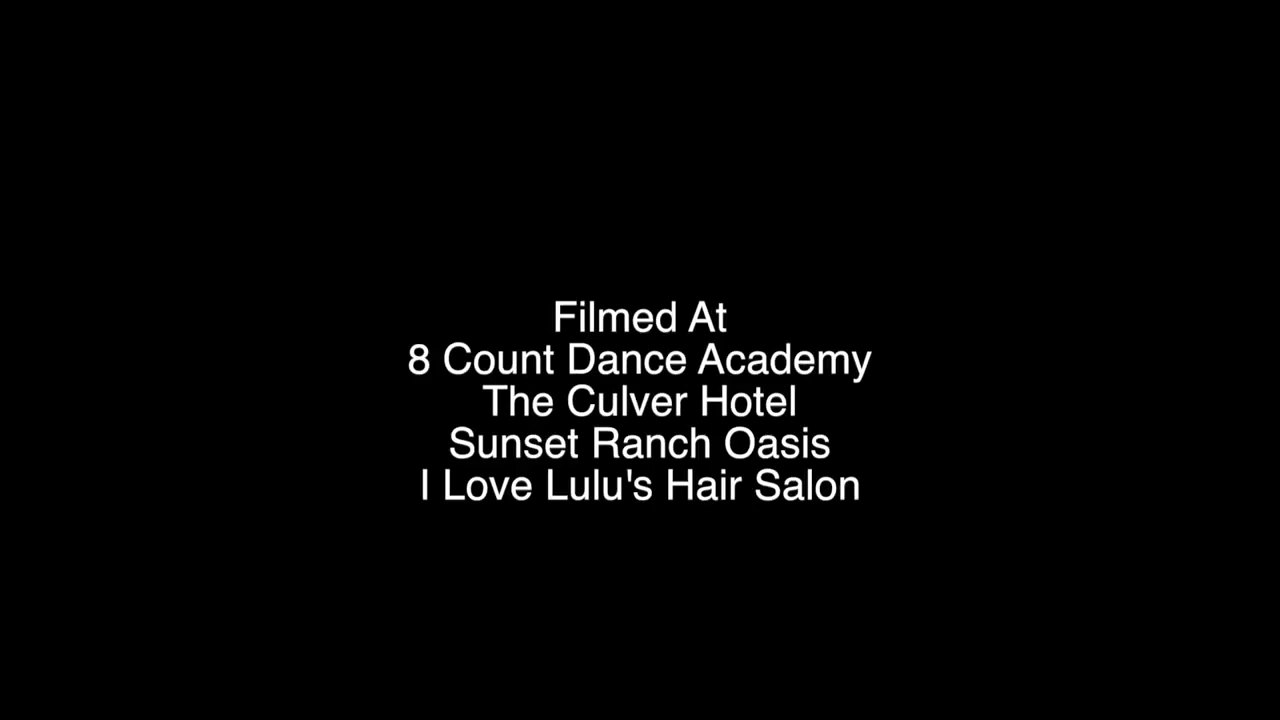 Filmed At
8 Count Dance Academy
The Culver Hotel
Sunset Ranch Oasis
I Love Lulu's Hair Salon